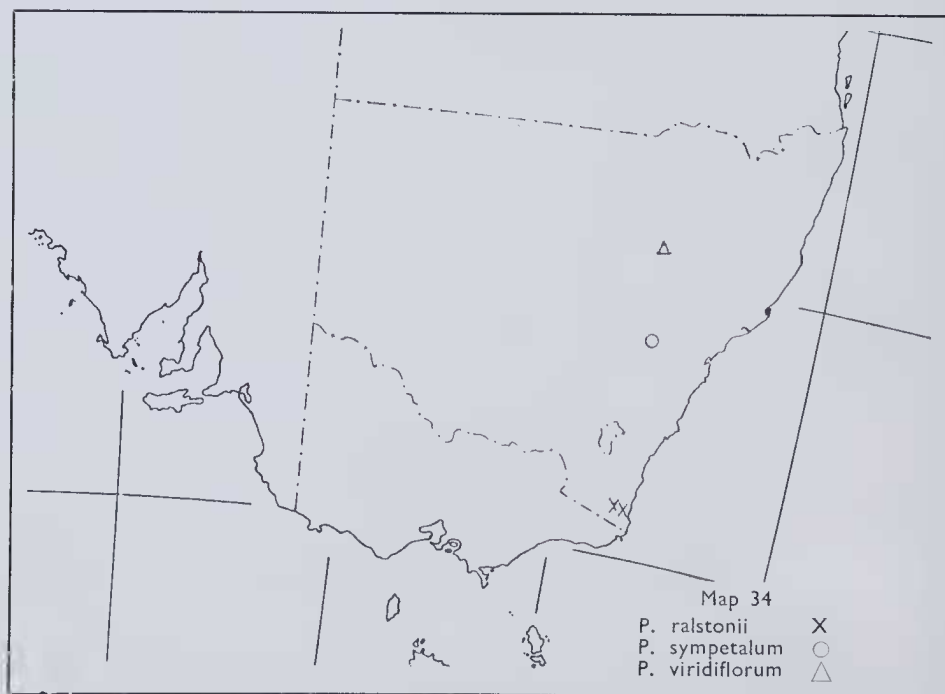 Map 34
P. ralstonii X
P. sympetalum ○
P. viridiflorum △